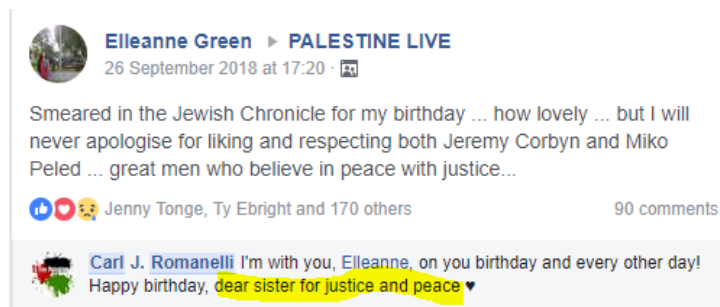 Elleanne Green ▸ PALESTINE LIVE
26 September 2018 at 17:20 ·
Smeared in the Jewish Chronicle for my birthday ... how lovely ... but I will
never apologise for liking and respecting both Jeremy Corbyn and Miko
Peled ... great men who believe in peace with justice...
Jenny Tonge, Ty Ebright and 170 others 90 comments
Carl J. Romanelli I'm with you, Elleanne, on you birthday and every other day!
Happy birthday, dear sister for justice and peace ♥